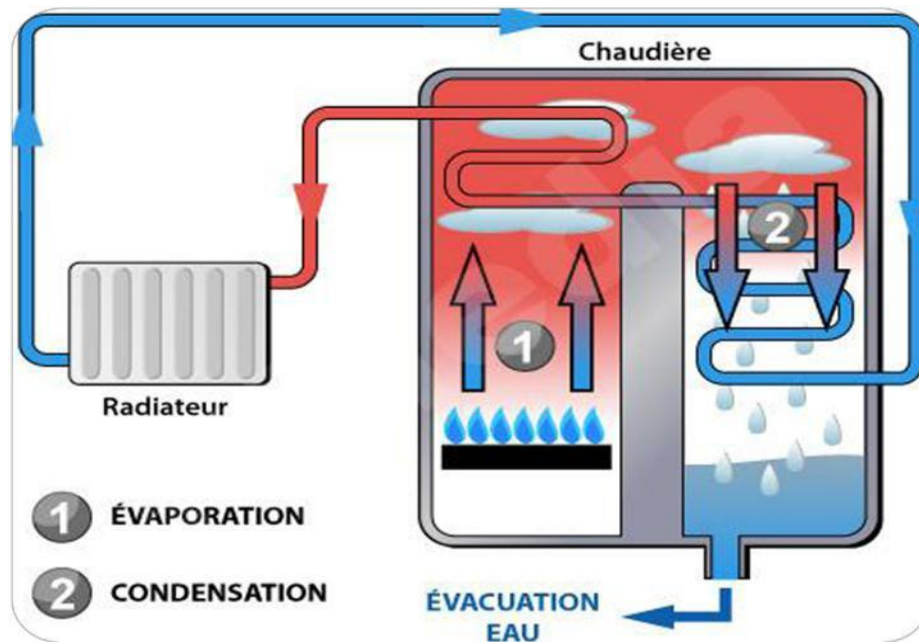 Chaudière
2
1
Radiateur
1 ÉVAPORATION
2 CONDENSATION
ÉVACUATION
EAU